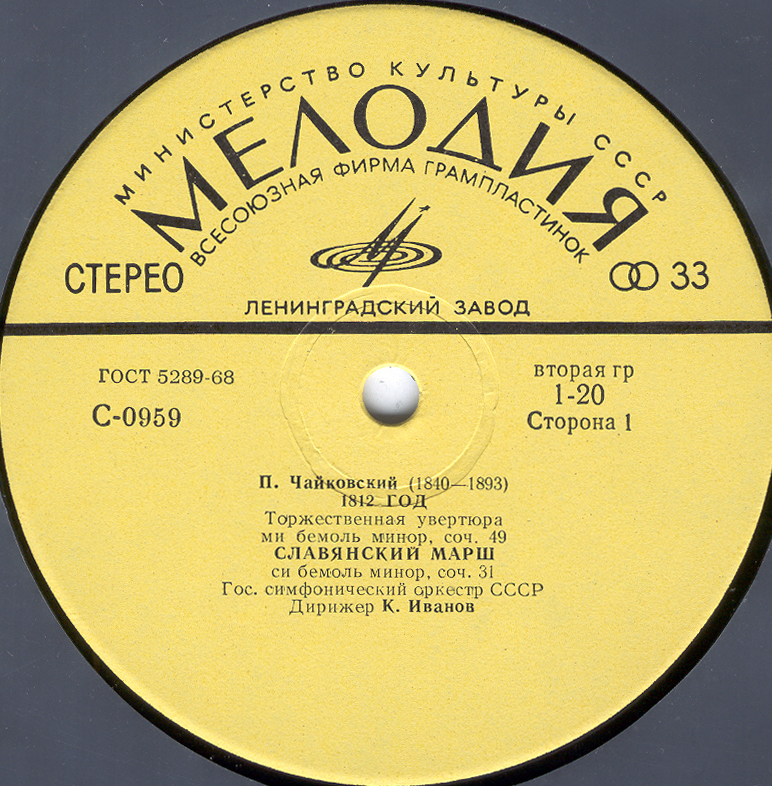 МИНИСТЕРСТВО КУЛЬТУРЫ СССР
МЕЛОДИЯ
ВСЕСОЮЗНАЯ ФИРМА ГРАМПЛАСТИНОК
СТЕРЕО
33
ЛЕНИНГРАДСКИЙ ЗАВОД
ГОСТ 5289-68
С-0959
вторая гр
1-20
Сторона 1
П. Чайковский (1840—1893)
1812 ГОД
Торжественная увертюра
ми бемоль минор, соч. 49
СЛАВЯНСКИЙ МАРШ
си бемоль минор, соч. 31
Гос. симфонический оркестр СССР
Дирижер К. Иванов